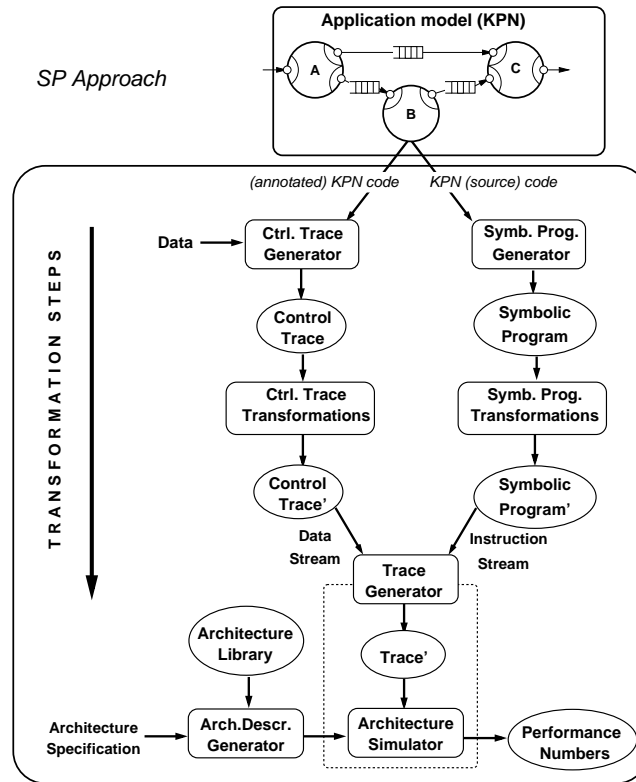 Application model (KPN)
SP Approach
A
C
B
(annotated) KPN code
KPN (source) code
TRANSFORMATION STEPS
Data
Ctrl. Trace
Generator
Symb. Prog.
Generator
Control
Trace
Symbolic
Program
Ctrl. Trace
Transformations
Symb. Prog.
Transformations
Control
Trace’
Symbolic
Program’
Data
Stream
Instruction
Stream
Trace
Generator
Architecture
Library
Trace’
Architecture
Specification
Arch.Descr.
Generator
Architecture
Simulator
Performance
Numbers